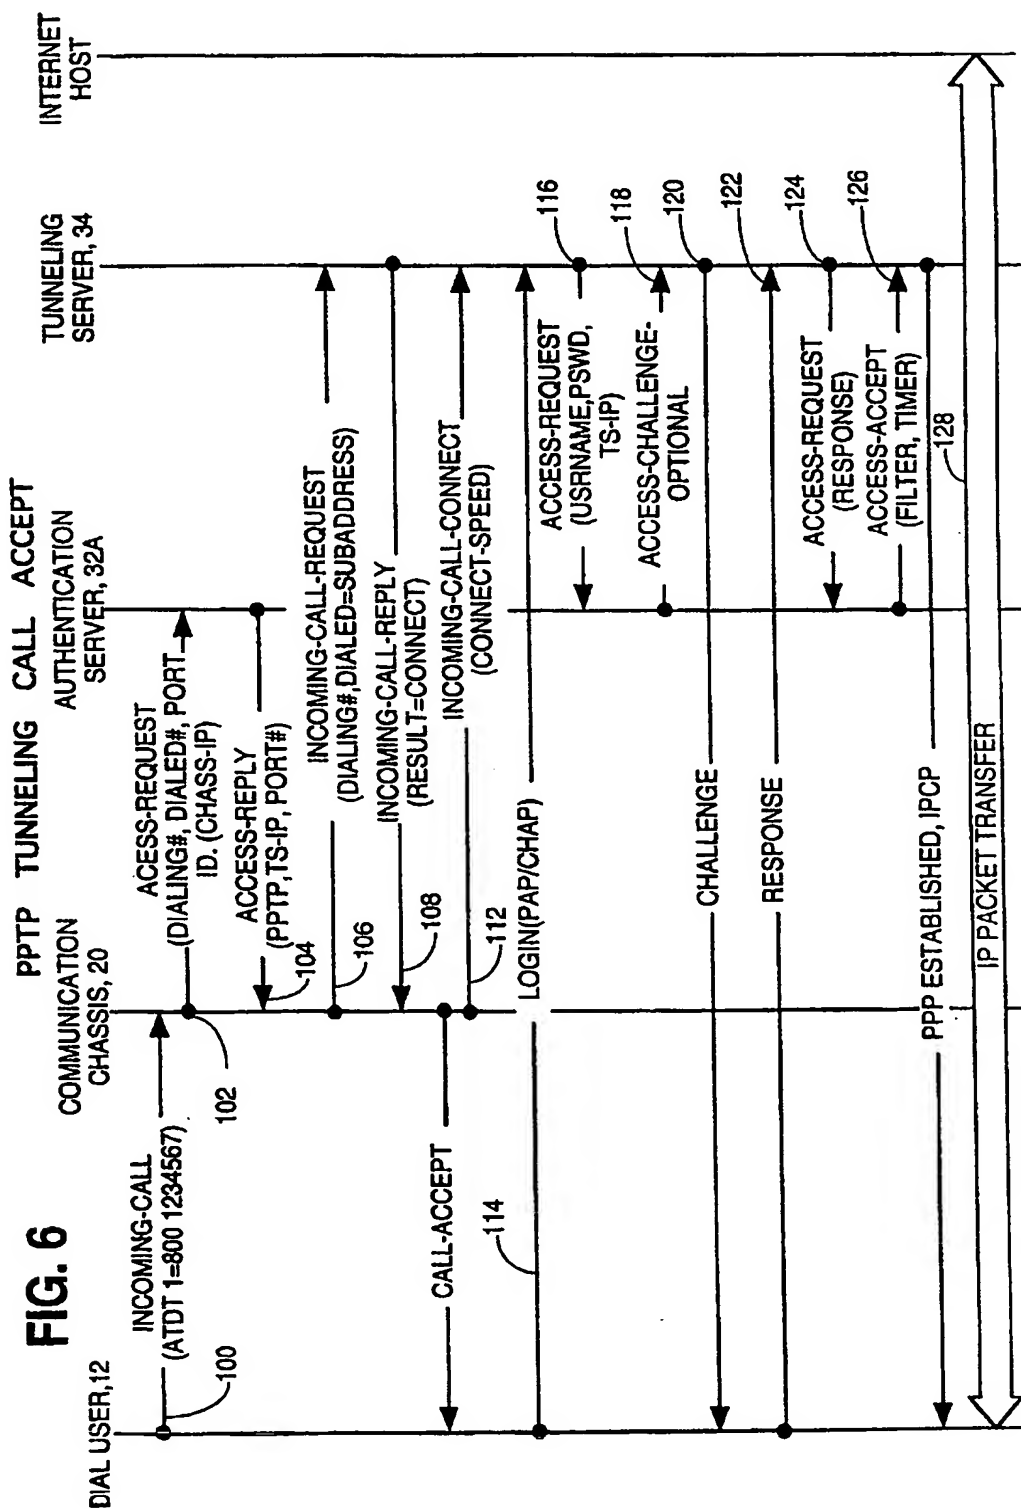 FIG. 6
PPTP TUNNELING CALL ACCEPT
DIAL USER,12
COMMUNICATION
CHASSIS, 20
AUTHENTICATION
SERVER, 32A
TUNNELING
SERVER, 34
INTERNET
HOST
INCOMING-CALL
(ATDT 1=800 1234567)
100
ACESS-REQUEST
(DIALING#, DIALED#, PORT
ID. (CHASS-IP)
102
ACCESS-REPLY
(PPTP,TS-IP, PORT#)
104
INCOMING-CALL-REQUEST
(DIALING#,DIALED=SUBADDRESS)
106
INCOMING-CALL-REPLY
(RESULT=CONNECT)
108
CALL-ACCEPT
INCOMING-CALL-CONNECT
(CONNECT-SPEED)
112
LOGIN(PAP/CHAP)
114
116
ACCESS-REQUEST
(USRNAME,PSWD,
TS-IP)
118
ACCESS-CHALLENGE-
OPTIONAL
120
CHALLENGE
122
RESPONSE
124
ACCESS-REQUEST
(RESPONSE)
126
ACCESS-ACCEPT
(FILTER, TIMER)
PPP ESTABLISHED, IPCP
128
IP PACKET TRANSFER